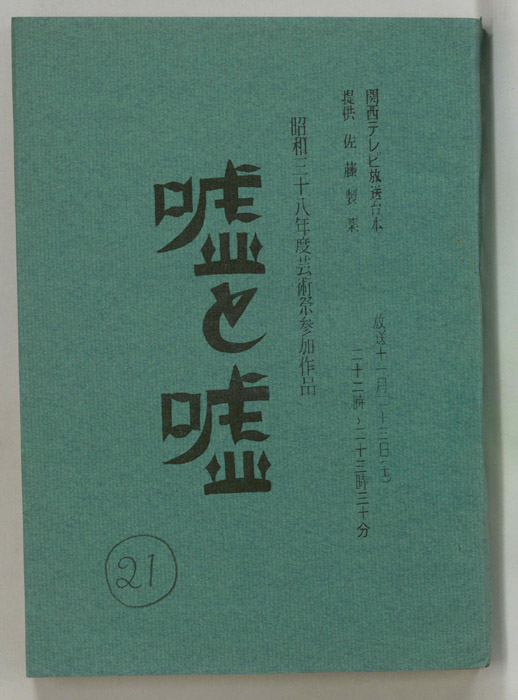 関西テレビ放送台本
提供 佐藤製薬
放送十一月二十三日(土)
二十二時~二十三時三十分
昭和三十八年度芸術祭参加作品
嘘と嘘
21